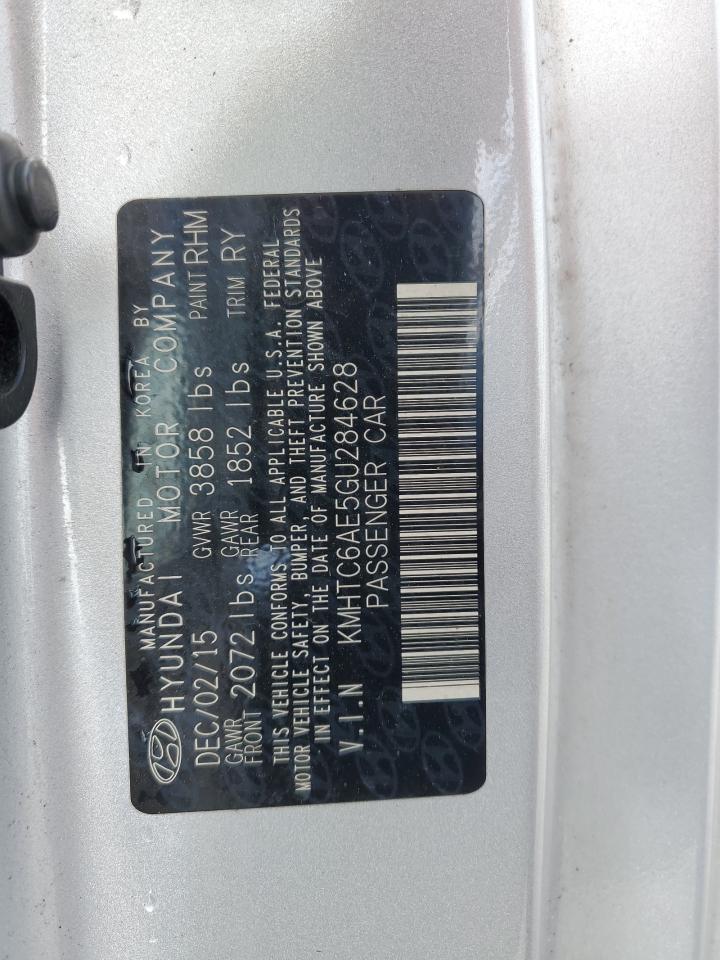 MANUFACTURED IN KOREA BY
HYUNDAI MOTOR COMPANY
DEC/02/15 GVWR 3858 lbs PAINT RHM
GAWR FRONT 2072 lbs GAWR REAR 1852 lbs TRIM RY
THIS VEHICLE CONFORMS TO ALL APPLICABLE U.S.A. FEDERAL
MOTOR VEHICLE SAFETY, BUMPER, AND THEFT PREVENTION STANDARDS
IN EFFECT ON THE DATE OF MANUFACTURE SHOWN ABOVE
V.I.N KMHTC6AE5GU284628
PASSENGER CAR